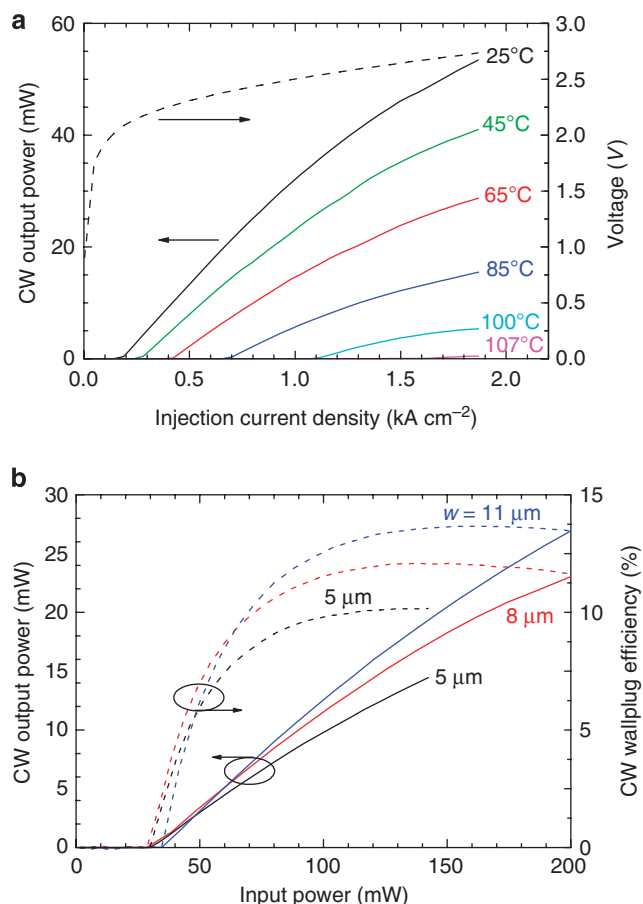 a
60
40
20
0
CW output power (mW)
3.0
2.5
2.0
1.5
1.0
0.5
0.0
Voltage (V)
25°C
45°C
65°C
85°C
100°C
107°C
0.0 0.5 1.0 1.5 2.0
Injection current density (kA cm⁻²)
b
30
25
20
15
10
5
0
CW output power (mW)
15
10
5
0
CW wallplug efficiency (%)
w = 11 μm
5 μm
8 μm
5 μm
0 50 100 150 200
Input power (mW)